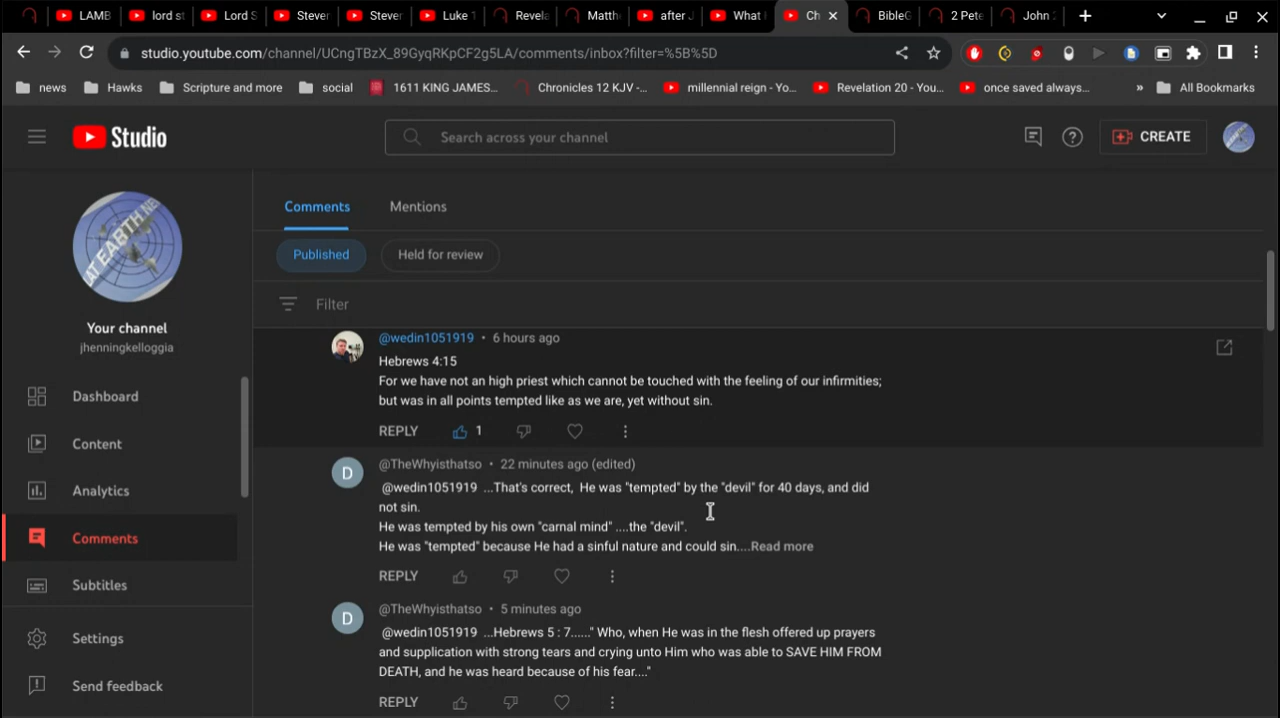 LAMB
lord st
Lord S
Steven
Steven
Luke 1
Revela
Matth
after J
What I
Ch
BibleG
2 Pete
John
studio.youtube.com/channel/UCngTBzX_89GyqRKpCF2g5LA/comments/inbox?filter=%5B%5D
news
Hawks
Scripture and more
social
1611 KING JAMES...
Chronicles 12 KJV -...
millennial reign - Yo...
Revelation 20 - You...
once saved always...
»
All Bookmarks
Studio
Search across your channel
CREATE
AT EARTH NE
Your channel
jhenningkelloggia
Dashboard
Content
Analytics
Comments
Subtitles
Settings
Send feedback
Comments
Mentions
Published
Held for review
Filter
@wedin1051919 • 6 hours ago
Hebrews 4:15
For we have not an high priest which cannot be touched with the feeling of our infirmities;
but was in all points tempted like as we are, yet without sin.
REPLY 1
D
@TheWhyisthatso • 22 minutes ago (edited)
@wedin1051919 ...That's correct, He was "tempted" by the "devil" for 40 days, and did
not sin.
He was tempted by his own "carnal mind" ....the "devil".
He was "tempted" because He had a sinful nature and could sin....Read more
REPLY
D
@TheWhyisthatso • 5 minutes ago
@wedin1051919 ...Hebrews 5 : 7......" Who, when He was in the flesh offered up prayers
and supplication with strong tears and crying unto Him who was able to SAVE HIM FROM
DEATH, and he was heard because of his fear...."
REPLY